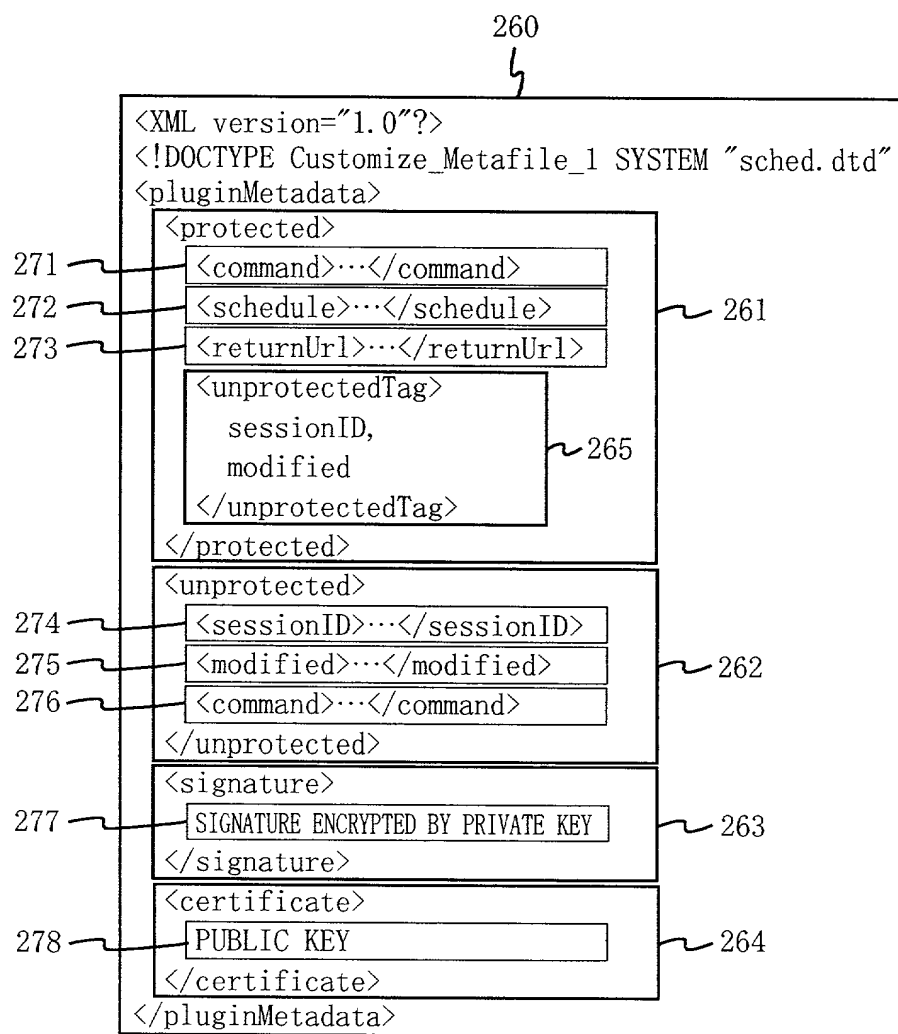 260
<XML version="1.0"?>
<!DOCTYPE Customize_Metafile_1 SYSTEM "sched.dtd"
<pluginMetadata>
<protected>
271 <command>···</command>
272 <schedule>···</schedule> 261
273 <returnUrl>···</returnUrl>
<unprotectedTag>
sessionID,
265
modified
</unprotectedTag>
</protected>
<unprotected>
274 <sessionID>···</sessionID>
275 <modified>···</modified> 262
276 <command>···</command>
</unprotected>
<signature>
277 SIGNATURE ENCRYPTED BY PRIVATE KEY 263
</signature>
<certificate>
278 PUBLIC KEY 264
</certificate>
</pluginMetadata>